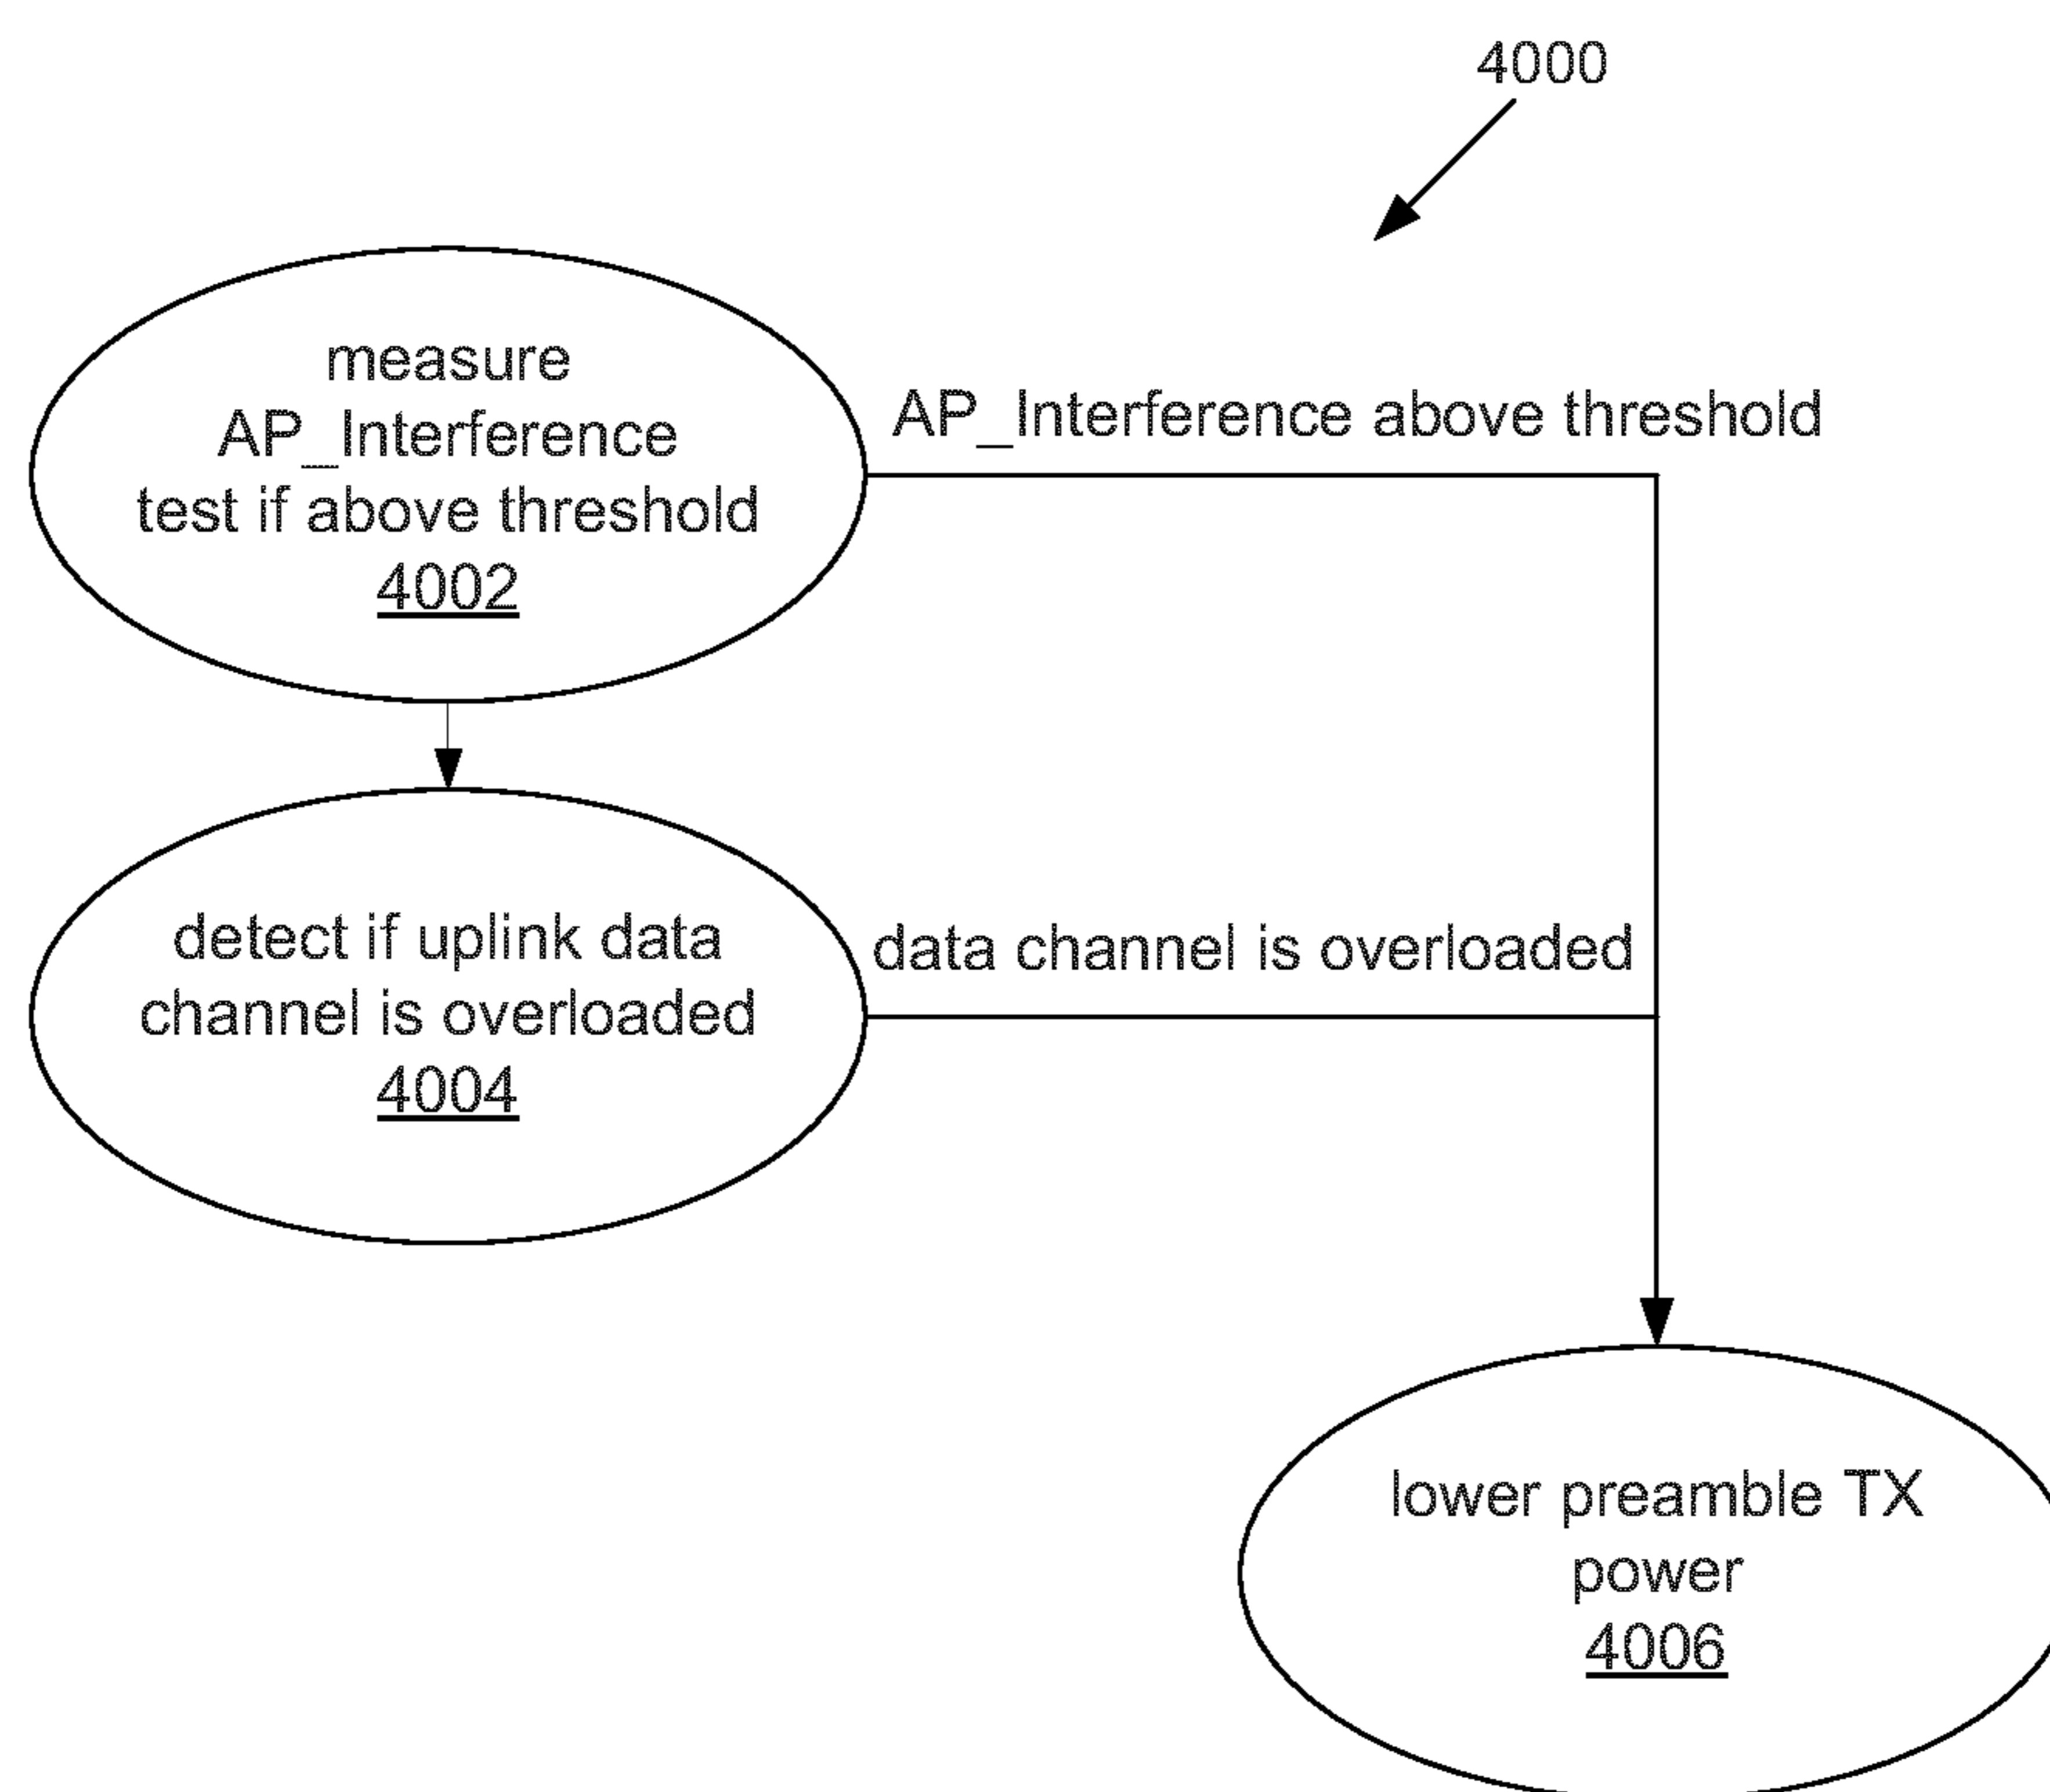 4000
measure
AP_Interference
test if above threshold
4002
AP_Interference above threshold
detect if uplink data
channel is overloaded
4004
data channel is overloaded
lower preamble TX
power
4006